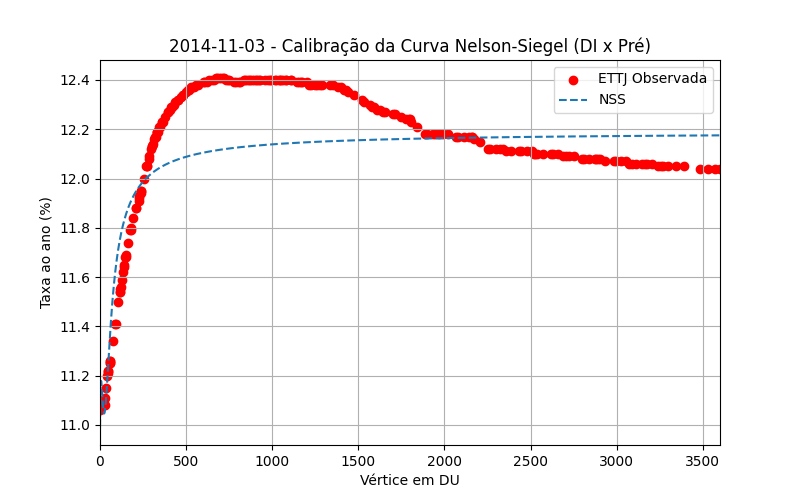 2014-11-03 - Calibração da Curva Nelson-Siegel (DI x Pré)
ETTJ Observada
NSS
Taxa ao ano (%)
12.4
12.2
12.0
11.8
11.6
11.4
11.2
11.0
0 500 1000 1500 2000 2500 3000 3500
Vértice em DU